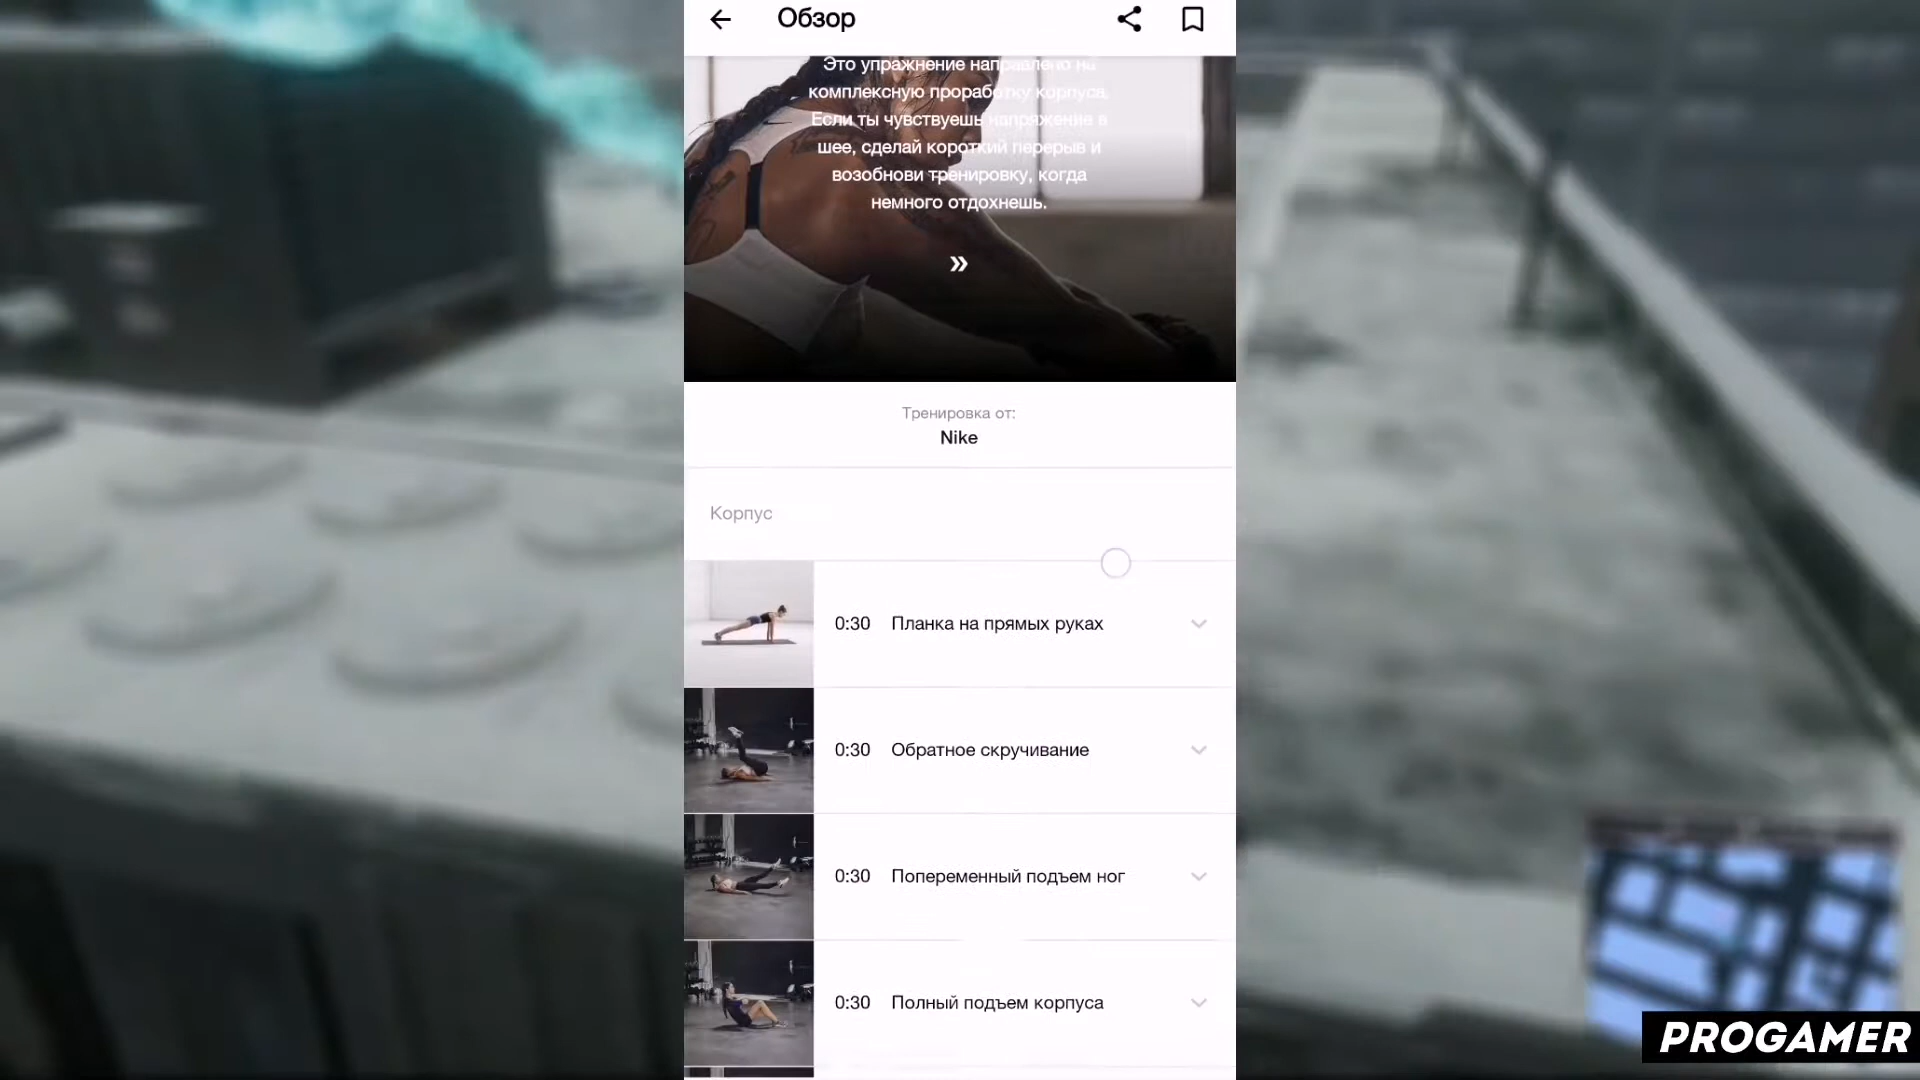 Обзор
Это упражнение направлено на
комплексную проработку корпуса.
Если ты чувствуешь напряжение в
шее, сделай короткий перерыв и
возобнови тренировку, когда
немного отдохнешь.
Тренировка от:
Nike
Корпус
0:30 Планка на прямых руках
0:30 Обратное скручивание
0:30 Попеременный подъем ног
0:30 Полный подъем корпуса
PROGAMER